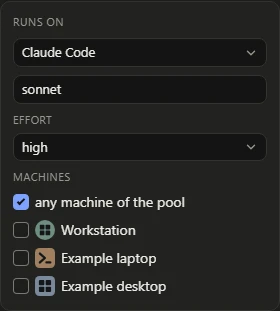 RUNS ON
Claude Code
sonnet
EFFORT
high
MACHINES
any machine of the pool
Workstation
Example laptop
Example desktop